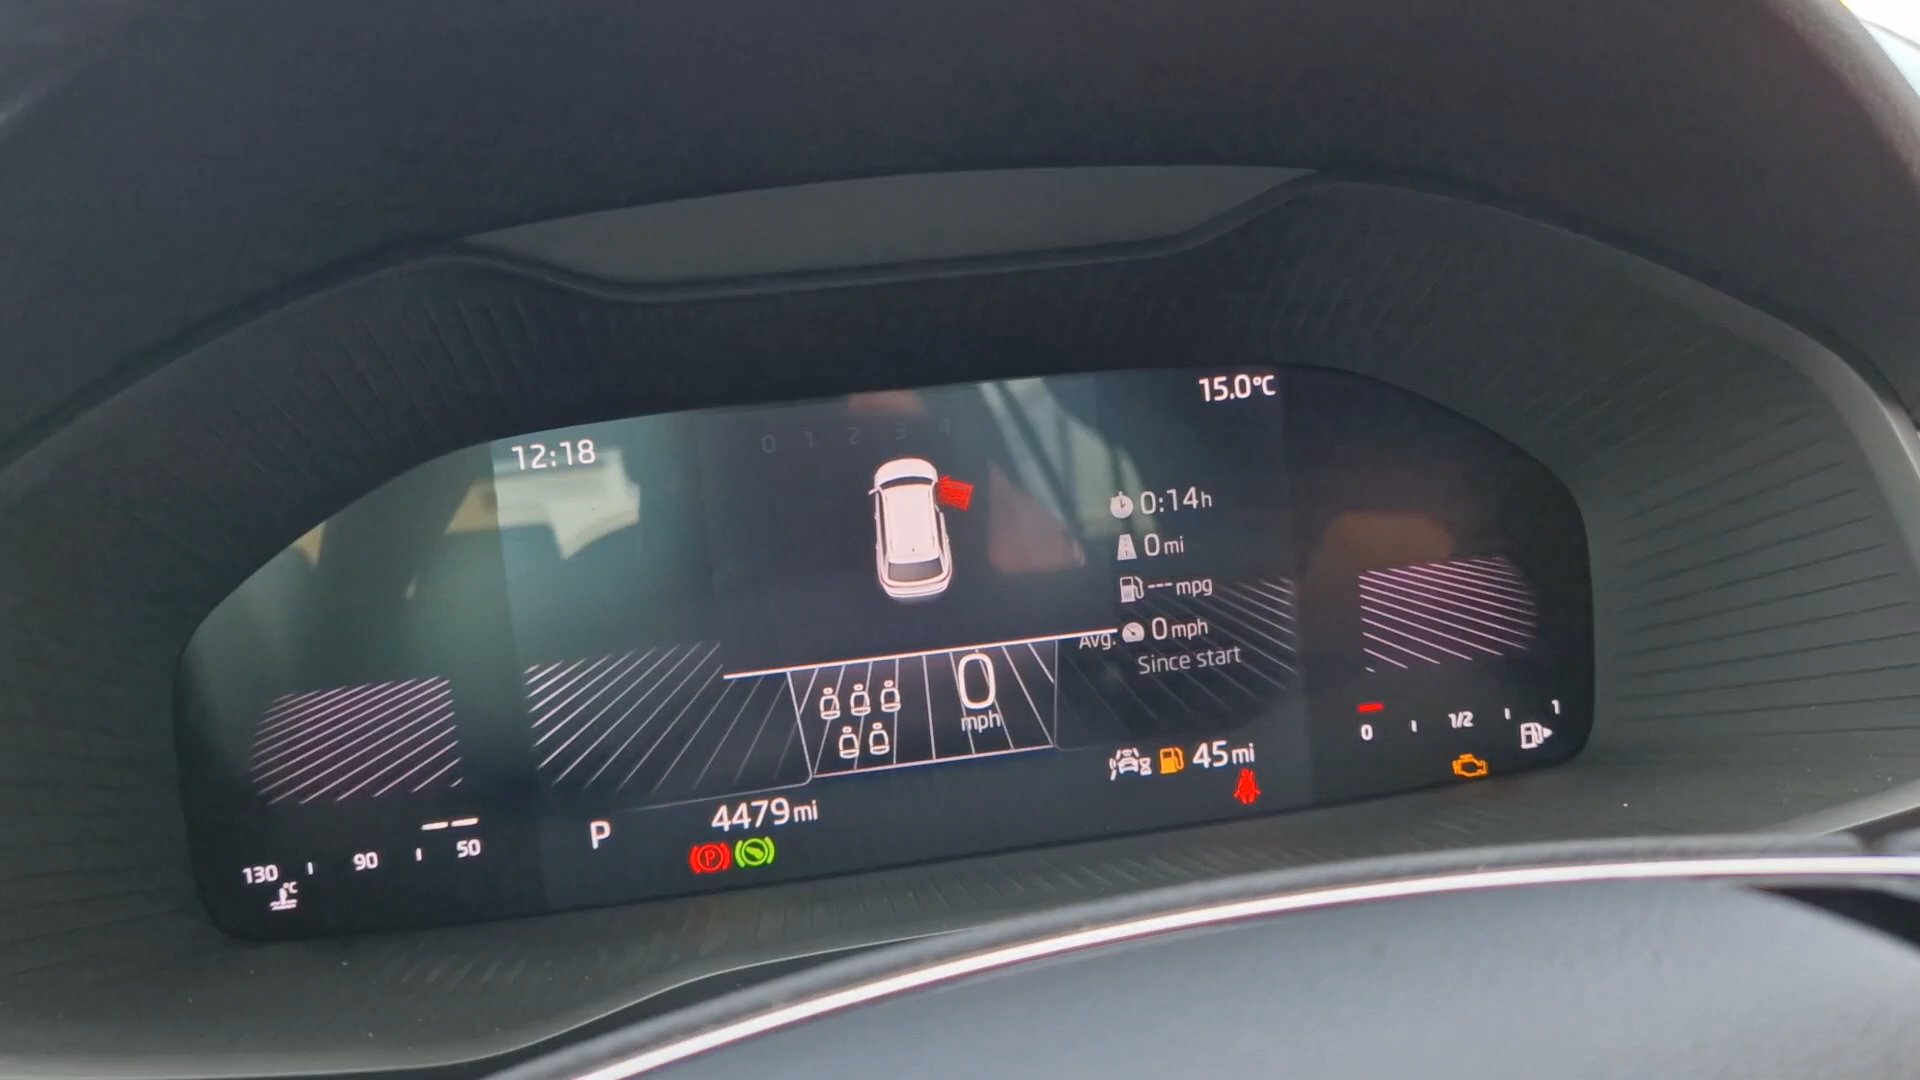 15.0°C
12:18
0 1 2 3 4
0:14h
0mi
--- mpg
Avg. 0mph
Since start
0
mph
0 1/2 1
45mi
4479mi
P
130 90 50
°C
P